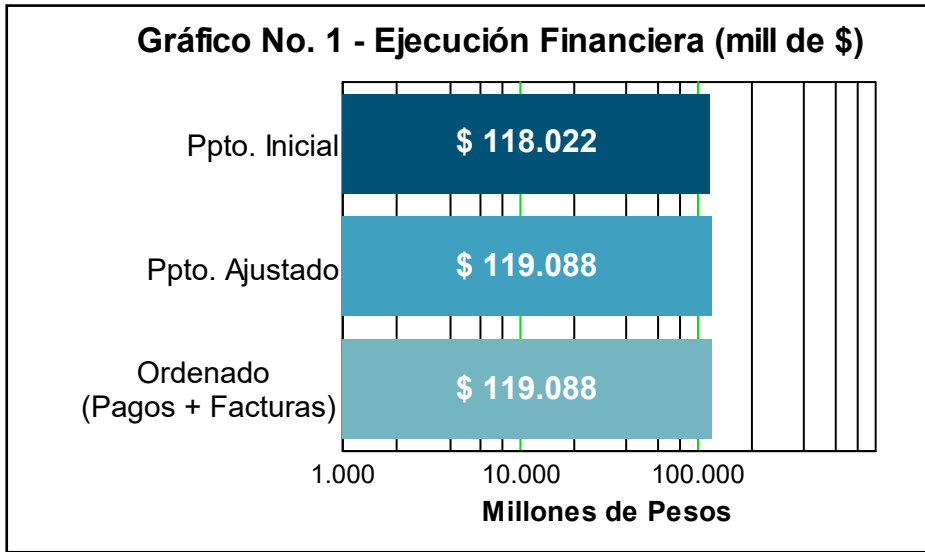 Gráfico No. 1 - Ejecución Financiera (mill de $)
Ppto. Inicial
$ 118.022
Ppto. Ajustado
$ 119.088
Ordenado
(Pagos + Facturas)
$ 119.088
1.000
10.000
100.000
Millones de Pesos